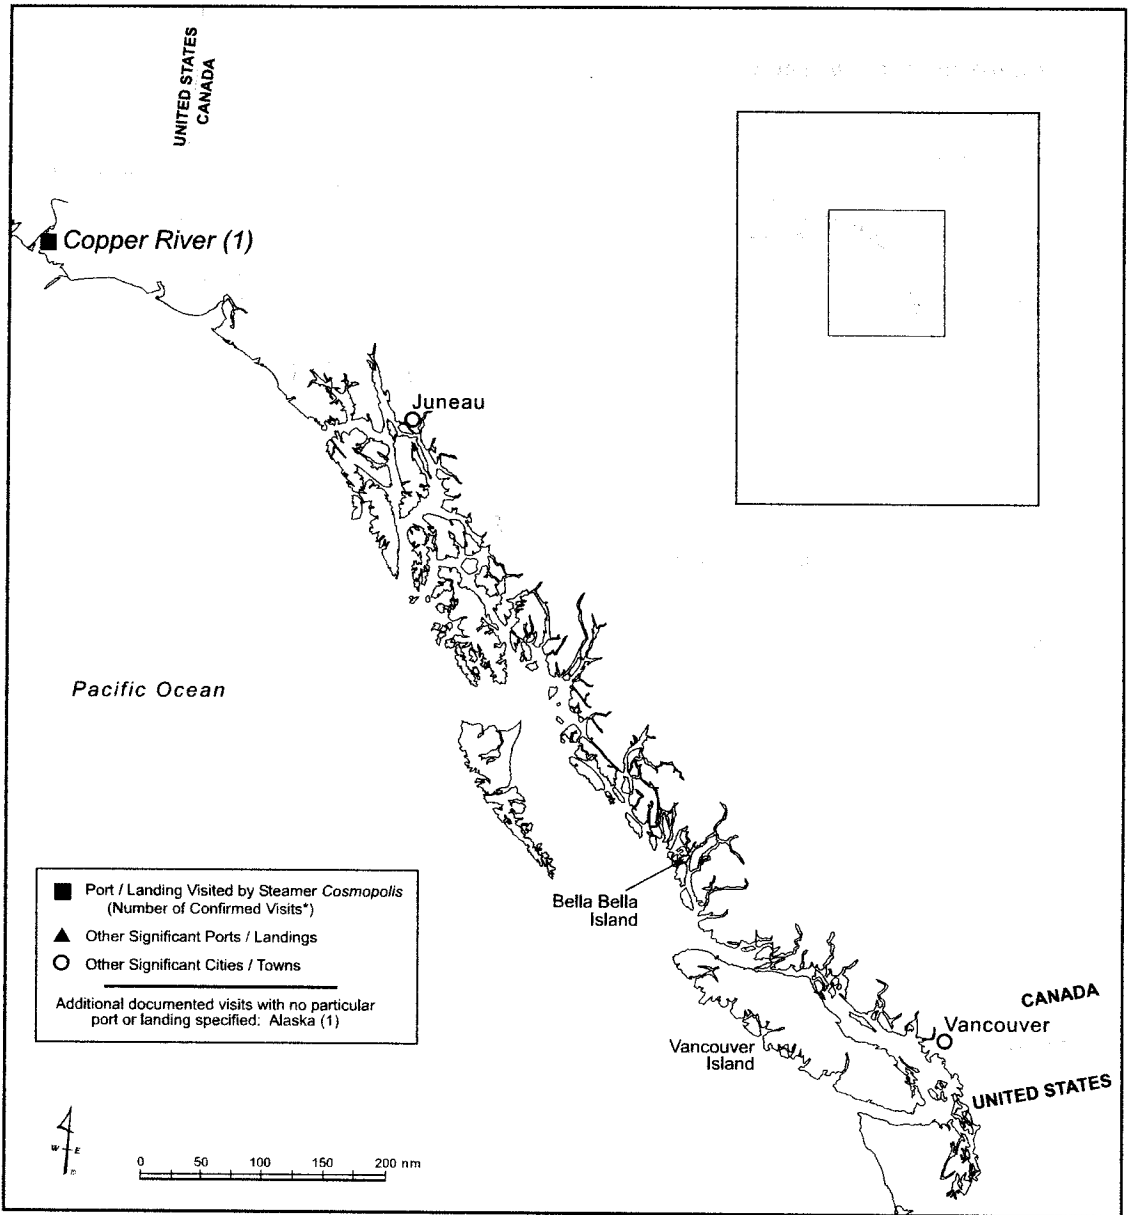 UNITED STATES
CANADA
Copper River (1)
Juneau
Pacific Ocean
Bella Bella
Island
Port / Landing Visited by Steamer Cosmopolis
(Number of Confirmed Visits*)
Other Significant Ports / Landings
Other Significant Cities / Towns
Additional documented visits with no particular
port or landing specified: Alaska (1)
CANADA
Vancouver
Vancouver
Island
UNITED STATES
W E
0 50 100 150 200 nm